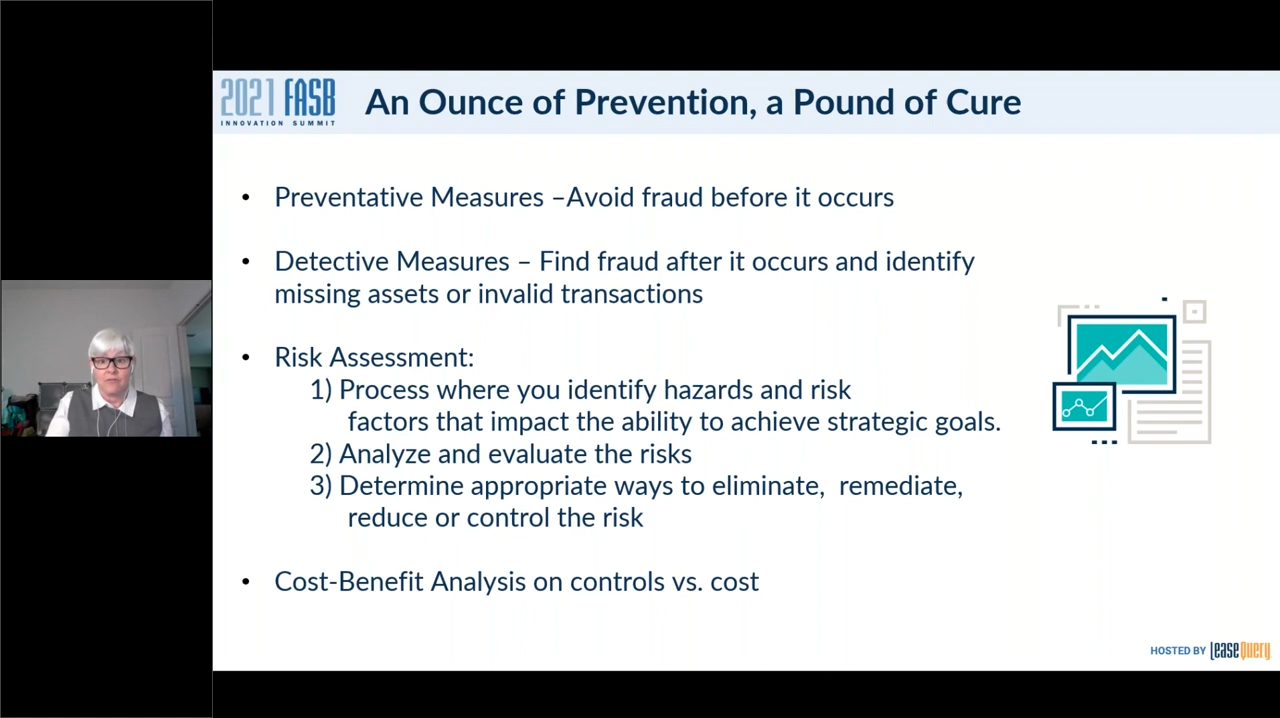 2021 FASB
INNOVATION SUMMIT
An Ounce of Prevention, a Pound of Cure
• Preventative Measures –Avoid fraud before it occurs
• Detective Measures – Find fraud after it occurs and identify
missing assets or invalid transactions
• Risk Assessment:
1) Process where you identify hazards and risk
factors that impact the ability to achieve strategic goals.
2) Analyze and evaluate the risks
3) Determine appropriate ways to eliminate,  remediate,
reduce or control the risk
• Cost-Benefit Analysis on controls vs. cost
HOSTED BY LeaseQuery